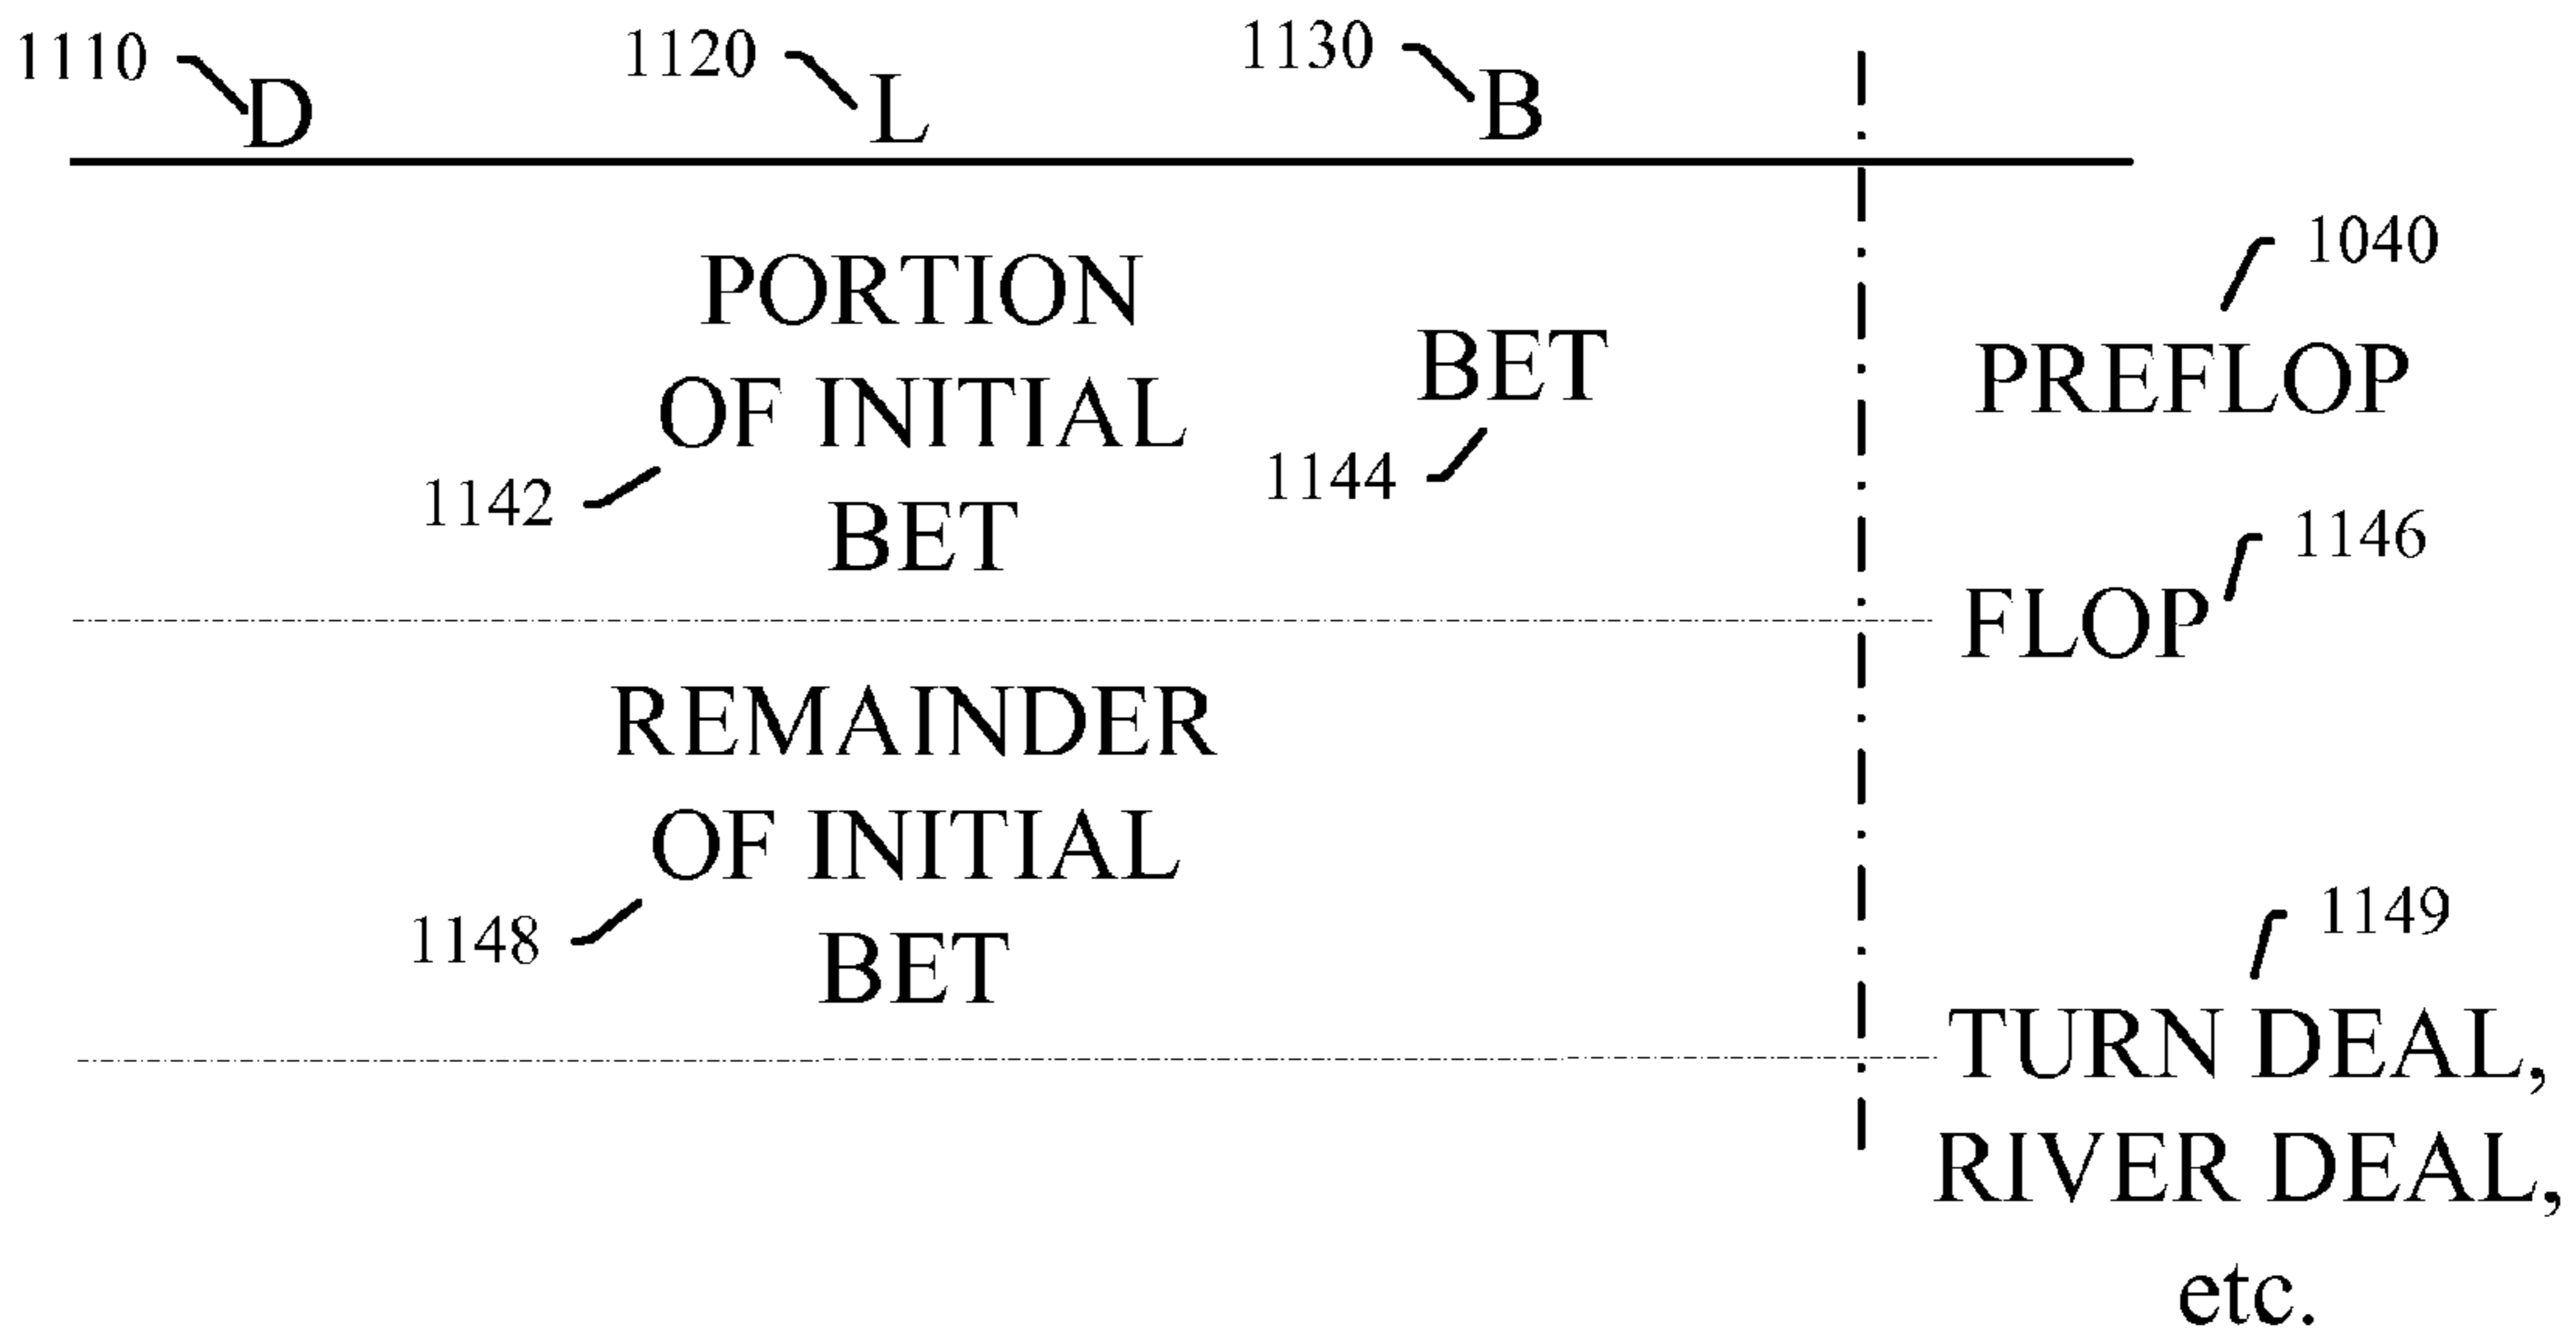 1110 D 1120 L 1130 B
1040
PORTION
OF INITIAL
BET
1142
BET
1144
PREFLOP
1146
FLOP
REMAINDER
OF INITIAL
BET
1148
1149
TURN DEAL,
RIVER DEAL,
etc.